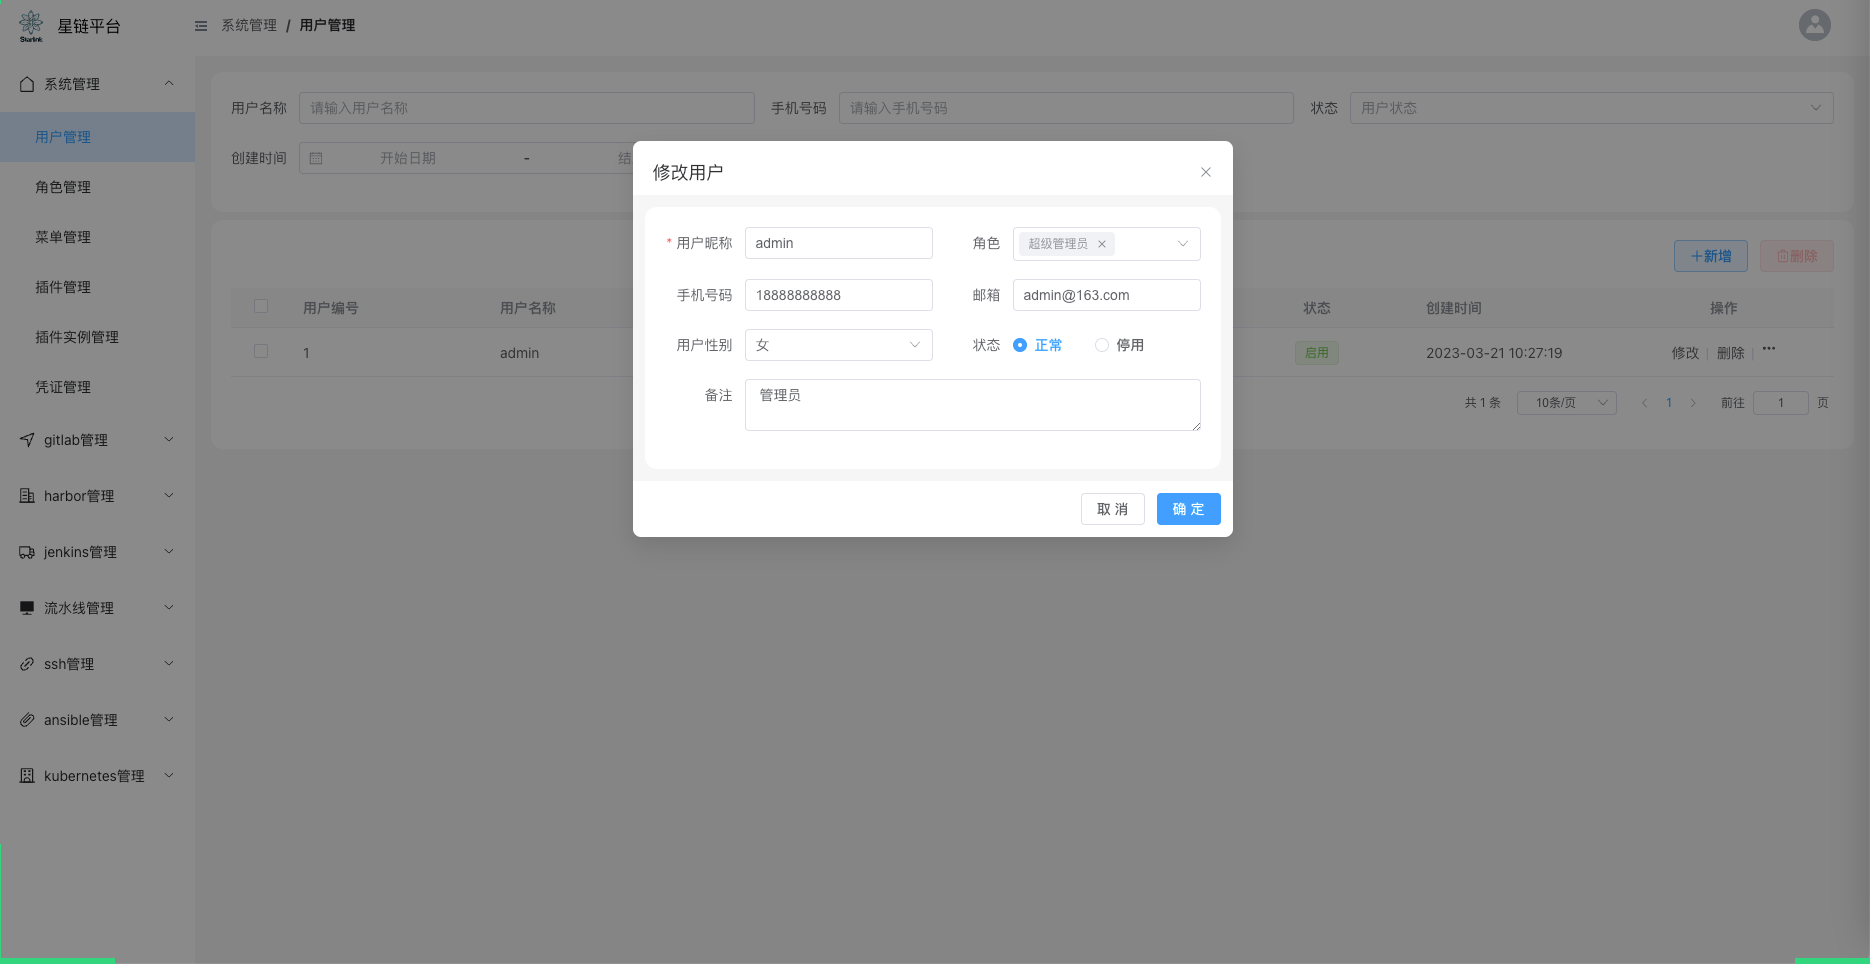 星链平台
Starlink
系统管理 / 用户管理
系统管理
用户管理
角色管理
菜单管理
插件管理
插件实例管理
凭证管理
gitlab管理
harbor管理
jenkins管理
流水线管理
ssh管理
ansible管理
kubernetes管理
用户名称 请输入用户名称 手机号码 请输入手机号码 状态 用户状态
创建时间 开始日期 - 结
+新增 删除
用户编号 用户名称 状态 创建时间 操作
1 admin 启用 2023-03-21 10:27:19 修改 | 删除 | •••
共 1 条 10条/页 1 前往 1 页
修改用户
* 用户昵称 admin 角色 超级管理员
手机号码 18888888888 邮箱 admin@163.com
用户性别 女 状态 正常 停用
备注 管理员
取 消 确 定